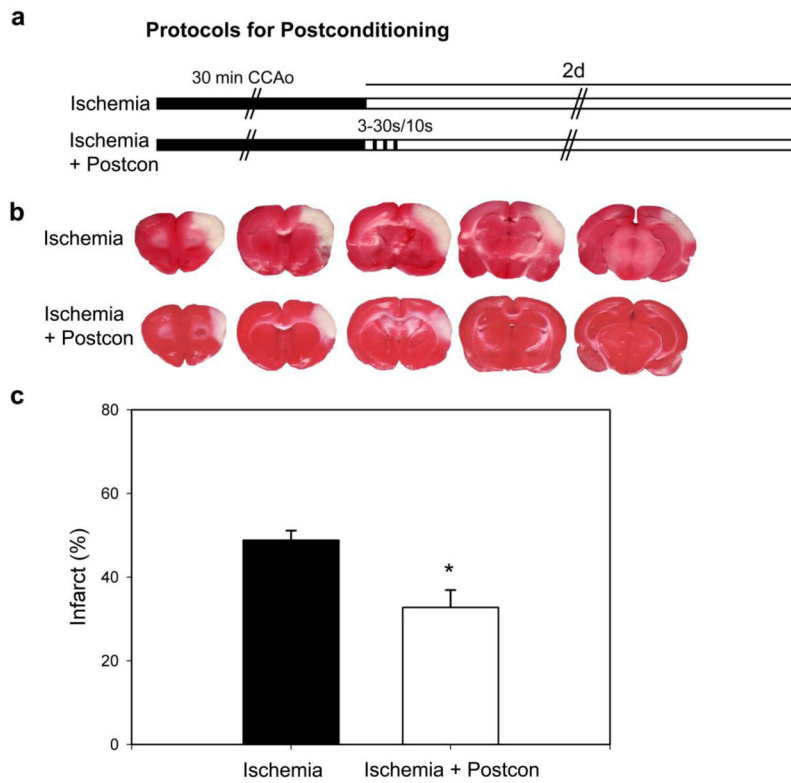 a
Protocols for Postconditioning
30 min CCAo
2d
Ischemia
3-30s/10s
Ischemia
+ Postcon
b
Ischemia
Ischemia
+ Postcon
c
80
60
40
20
0
Infarct (%)
*
Ischemia
Ischemia + Postcon